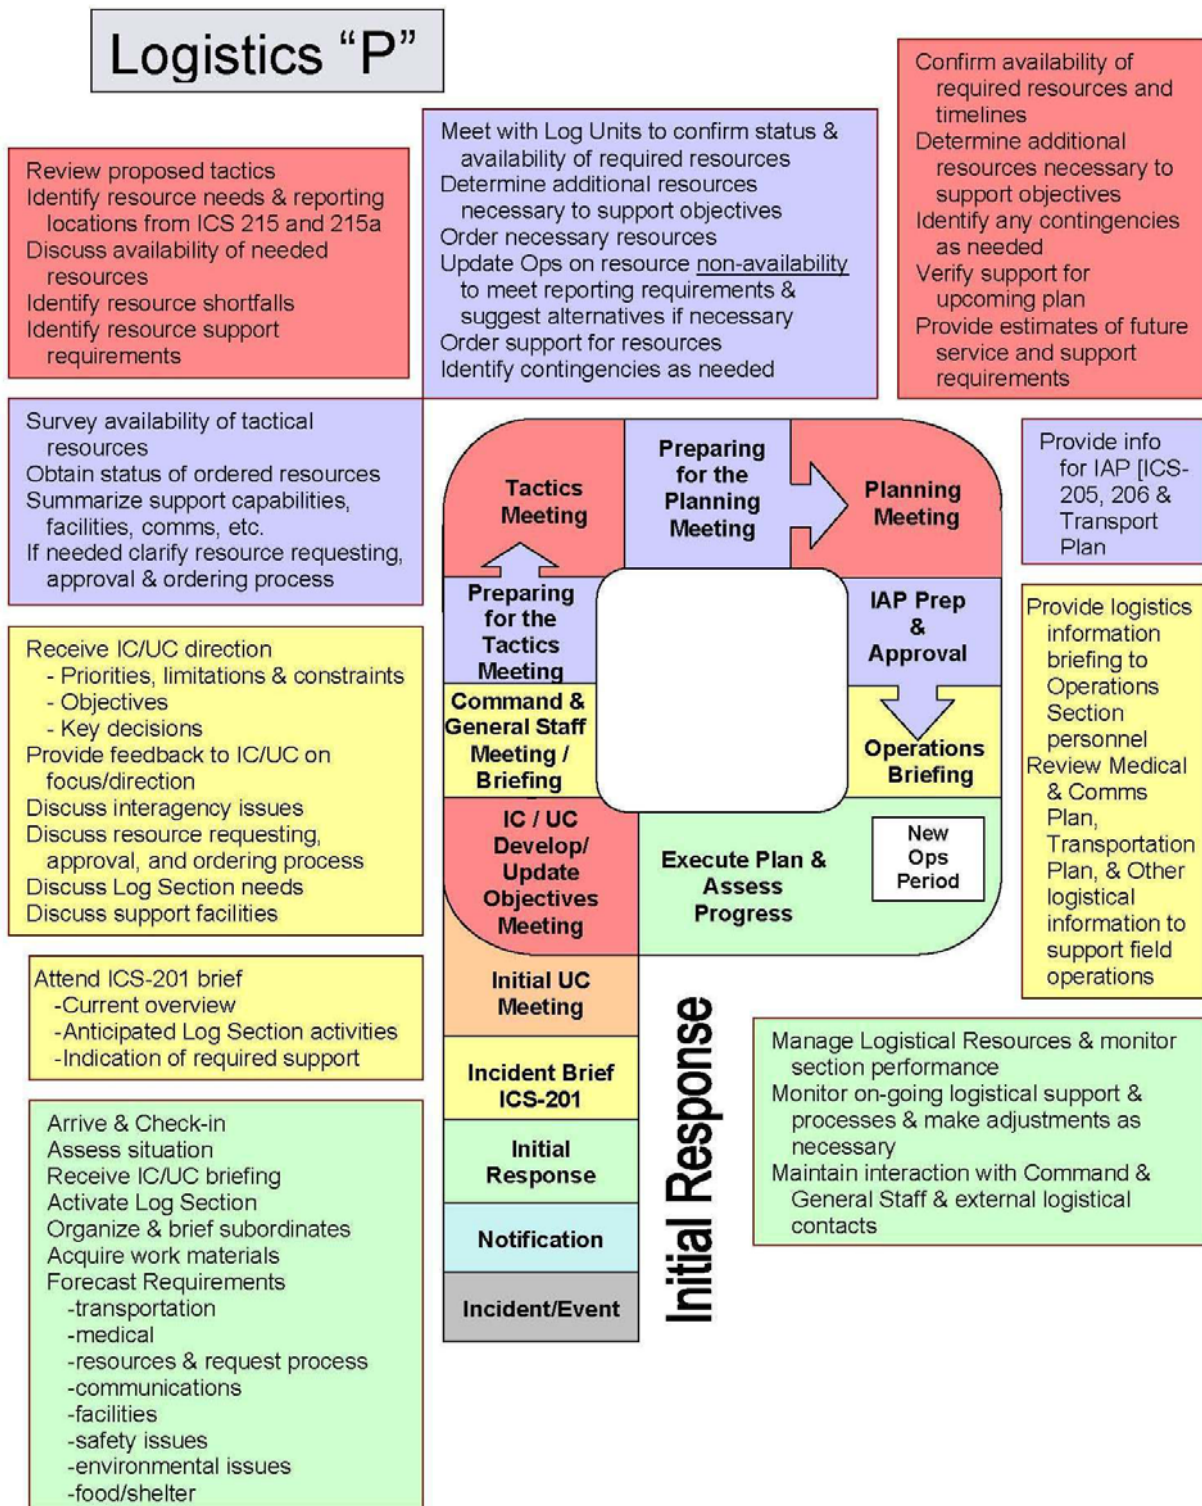 Logistics “P”
Review proposed tactics
Identify resource needs & reporting
locations from ICS 215 and 215a
Discuss availability of needed
resources
Identify resource shortfalls
Identify resource support
requirements
Meet with Log Units to confirm status &
availability of required resources
Determine additional resources
necessary to support objectives
Order necessary resources
Update Ops on resource non-availability
to meet reporting requirements &
suggest alternatives if necessary
Order support for resources
Identify contingencies as needed
Confirm availability of
required resources and
timelines
Determine additional
resources necessary to
support objectives
Identify any contingencies
as needed
Verify support for
upcoming plan
Provide estimates of future
service and support
requirements
Survey availability of tactical
resources
Obtain status of ordered resources
Summarize support capabilities,
facilities, comms, etc.
If needed clarify resource requesting,
approval & ordering process
Receive IC/UC direction
- Priorities, limitations & constraints
- Objectives
- Key decisions
Provide feedback to IC/UC on
focus/direction
Discuss interagency issues
Discuss resource requesting,
approval, and ordering process
Discuss Log Section needs
Discuss support facilities
Attend ICS-201 brief
-Current overview
-Anticipated Log Section activities
-Indication of required support
Arrive & Check-in
Assess situation
Receive IC/UC briefing
Activate Log Section
Organize & brief subordinates
Acquire work materials
Forecast Requirements
-transportation
-medical
-resources & request process
-communications
-facilities
-safety issues
-environmental issues
-food/shelter
Tactics
Meeting
Preparing
for the
Planning
Meeting
Planning
Meeting
Preparing
for the
Tactics
Meeting
IAP Prep
&
Approval
Command &
General Staff
Meeting /
Briefing
Operations
Briefing
IC / UC
Develop/
Update
Objectives
Meeting
Execute Plan &
Assess
Progress
New
Ops
Period
Initial UC
Meeting
Incident Brief
ICS-201
Initial
Response
Notification
Incident/Event
Initial Response
Provide info
for IAP [ICS-
205, 206 &
Transport
Plan
Provide logistics
information
briefing to
Operations
Section
personnel
Review Medical
& Comms
Plan,
Transportation
Plan, & Other
logistical
information to
support field
operations
Manage Logistical Resources & monitor
section performance
Monitor on-going logistical support &
processes & make adjustments as
necessary
Maintain interaction with Command &
General Staff & external logistical
contacts